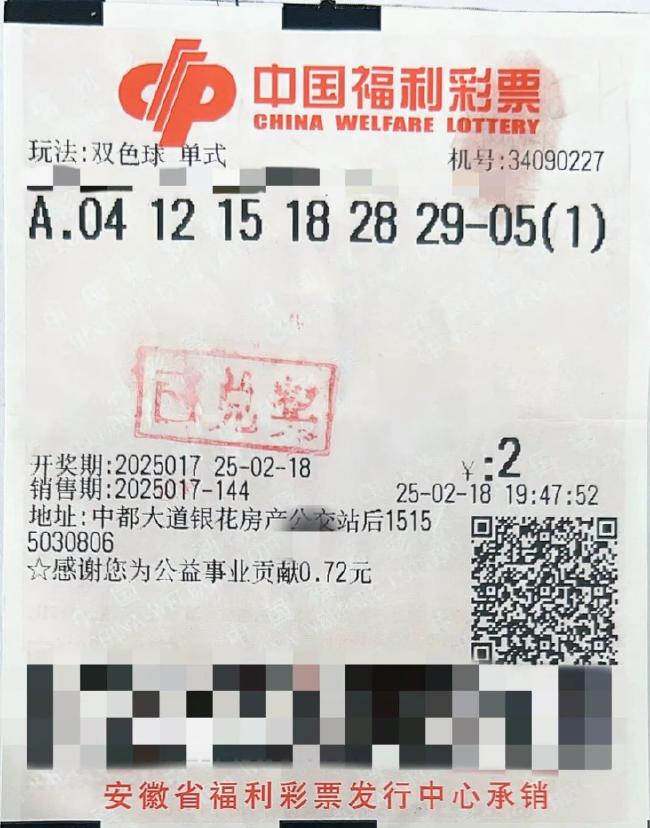 中国福利彩票
CHINA WELFARE LOTTERY
玩法:双色球 单式 机号:34090227
A.04 12 15 18 28 29-05(1)
已兑奖
开奖期:2025017 25-02-18 ¥:2
销售期:2025017-144 25-02-18 19:47:52
地址:中都大道银花房产公交站后1515
5030806
☆感谢您为公益事业贡献0.72元
安徽省福利彩票发行中心承销